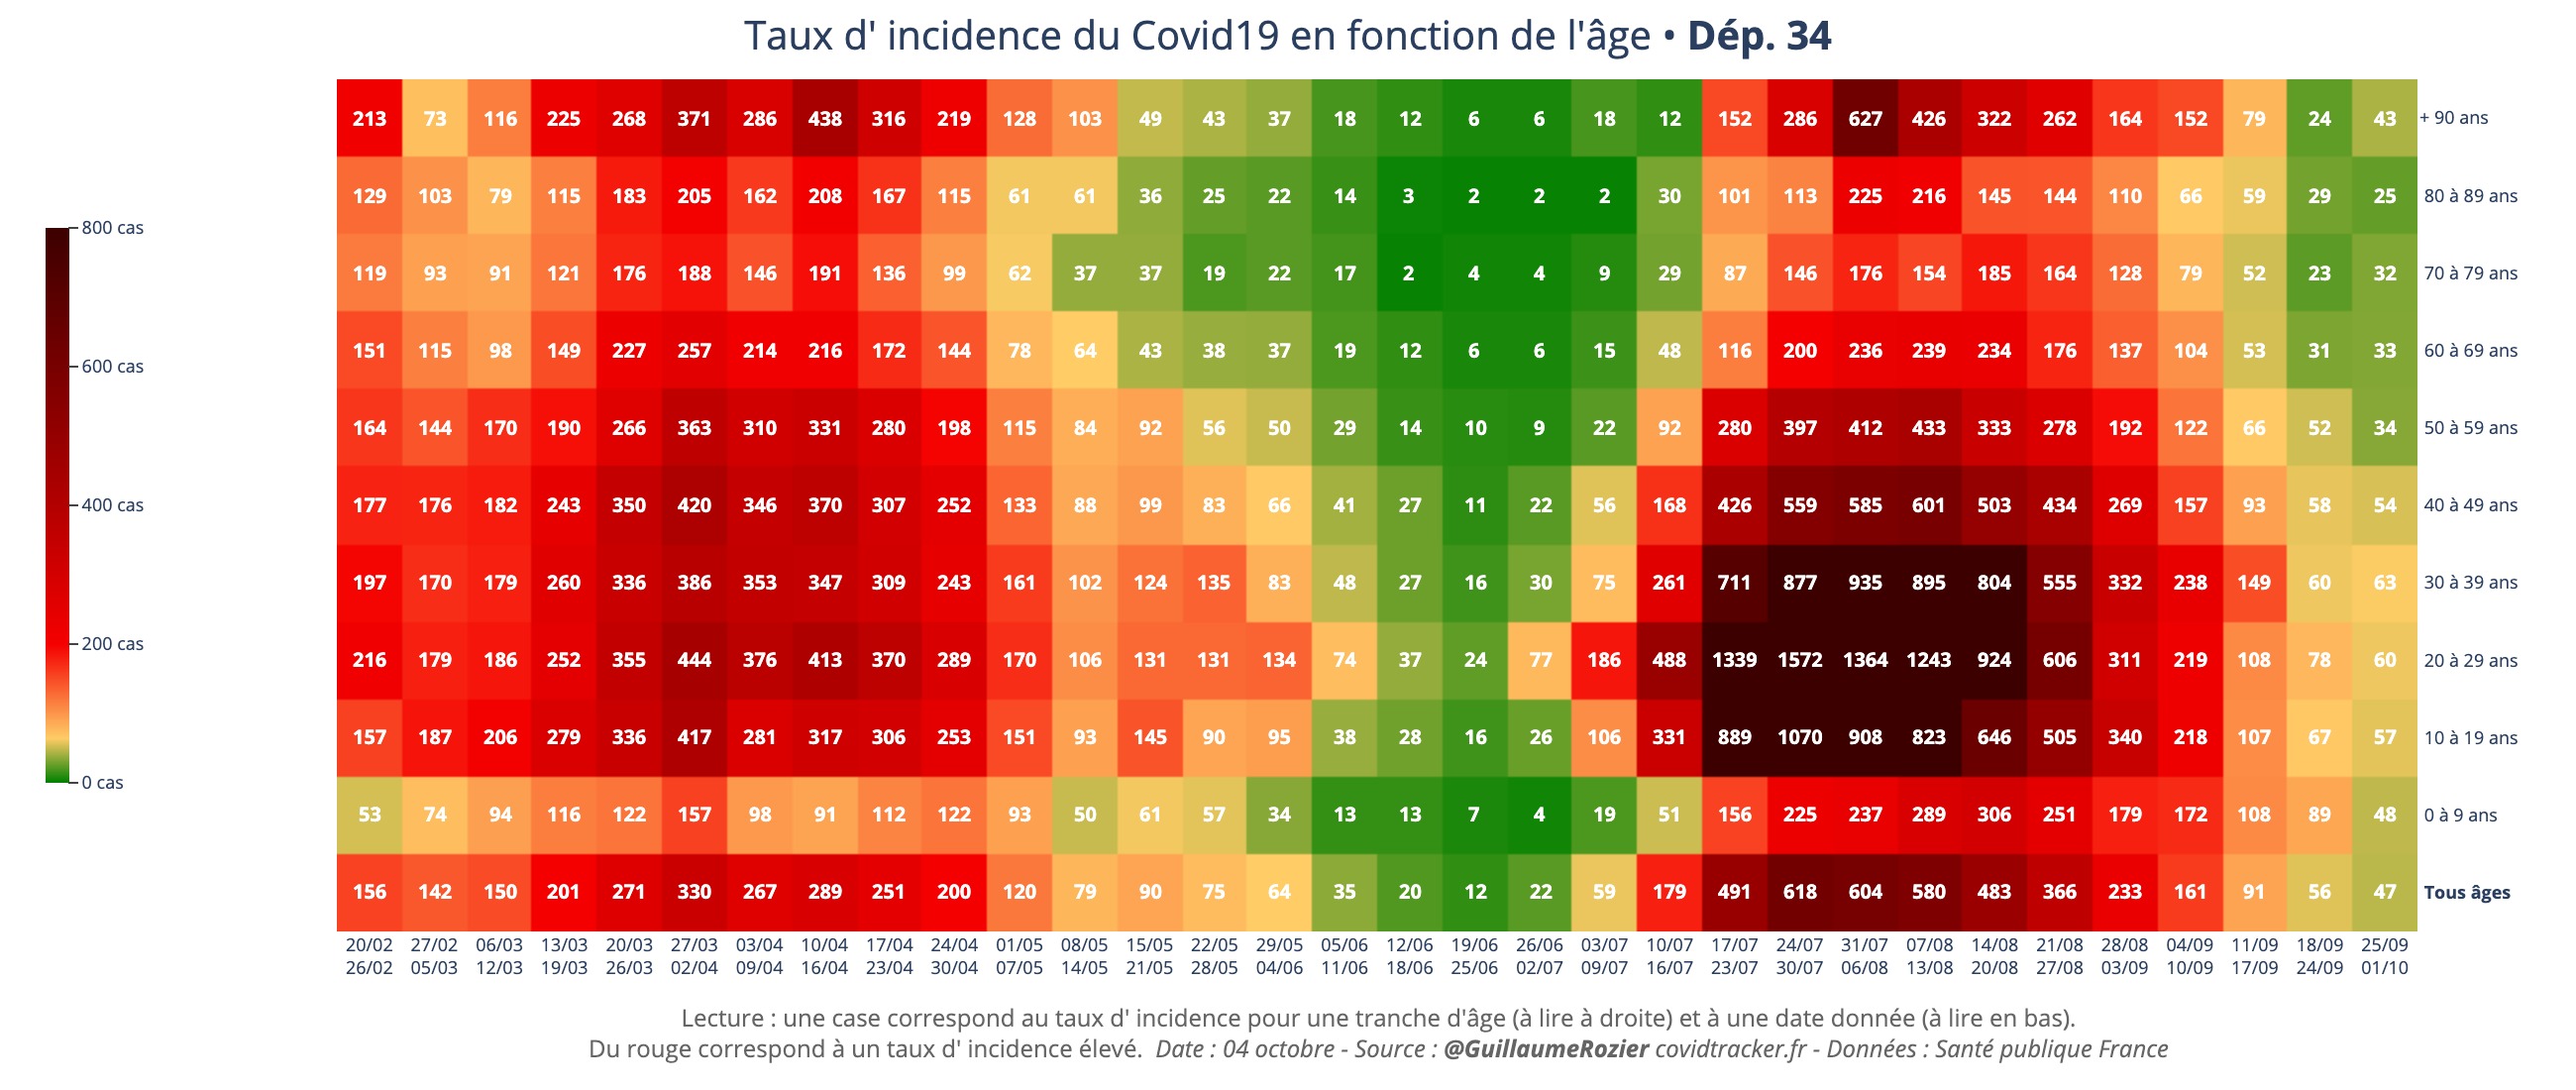 Taux d' incidence du Covid19 en fonction de l'âge • Dép. 34
800 cas
600 cas
400 cas
200 cas
0 cas
213 73 116 225 268 371 286 438 316 219 128 103 49 43 37 18 12 6 6 18 12 152 286 627 426 322 262 164 152 79 24 43 + 90 ans
129 103 79 115 183 205 162 208 167 115 61 61 36 25 22 14 3 2 2 2 30 101 113 225 216 145 144 110 66 59 29 25 80 à 89 ans
119 93 91 121 176 188 146 191 136 99 62 37 37 19 22 17 2 4 4 9 29 87 146 176 154 185 164 128 79 52 23 32 70 à 79 ans
151 115 98 149 227 257 214 216 172 144 78 64 43 38 37 19 12 6 6 15 48 116 200 236 239 234 176 137 104 53 31 33 60 à 69 ans
164 144 170 190 266 363 310 331 280 198 115 84 92 56 50 29 14 10 9 22 92 280 397 412 433 333 278 192 122 66 52 34 50 à 59 ans
177 176 182 243 350 420 346 370 307 252 133 88 99 83 66 41 27 11 22 56 168 426 559 585 601 503 434 269 157 93 58 54 40 à 49 ans
197 170 179 260 336 386 353 347 309 243 161 102 124 135 83 48 27 16 30 75 261 711 877 935 895 804 555 332 238 149 60 63 30 à 39 ans
216 179 186 252 355 444 376 413 370 289 170 106 131 131 134 74 37 24 77 186 488 1339 1572 1364 1243 924 606 311 219 108 78 60 20 à 29 ans
157 187 206 279 336 417 281 317 306 253 151 93 145 90 95 38 28 16 26 106 331 889 1070 908 823 646 505 340 218 107 67 57 10 à 19 ans
53 74 94 116 122 157 98 91 112 122 93 50 61 57 34 13 13 7 4 19 51 156 225 237 289 306 251 179 172 108 89 48 0 à 9 ans
156 142 150 201 271 330 267 289 251 200 120 79 90 75 64 35 20 12 22 59 179 491 618 604 580 483 366 233 161 91 56 47 Tous âges
20/02 27/02 06/03 13/03 20/03 27/03 03/04 10/04 17/04 24/04 01/05 08/05 15/05 22/05 29/05 05/06 12/06 19/06 26/06 03/07 10/07 17/07 24/07 31/07 07/08 14/08 21/08 28/08 04/09 11/09 18/09 25/09
26/02 05/03 12/03 19/03 26/03 02/04 09/04 16/04 23/04 30/04 07/05 14/05 21/05 28/05 04/06 11/06 18/06 25/06 02/07 09/07 16/07 23/07 30/07 06/08 13/08 20/08 27/08 03/09 10/09 17/09 24/09 01/10
Lecture : une case correspond au taux d' incidence pour une tranche d'âge (à lire à droite) et à une date donnée (à lire en bas).
Du rouge correspond à un taux d' incidence élevé. Date : 04 octobre - Source : @GuillaumeRozier covidtracker.fr - Données : Santé publique France